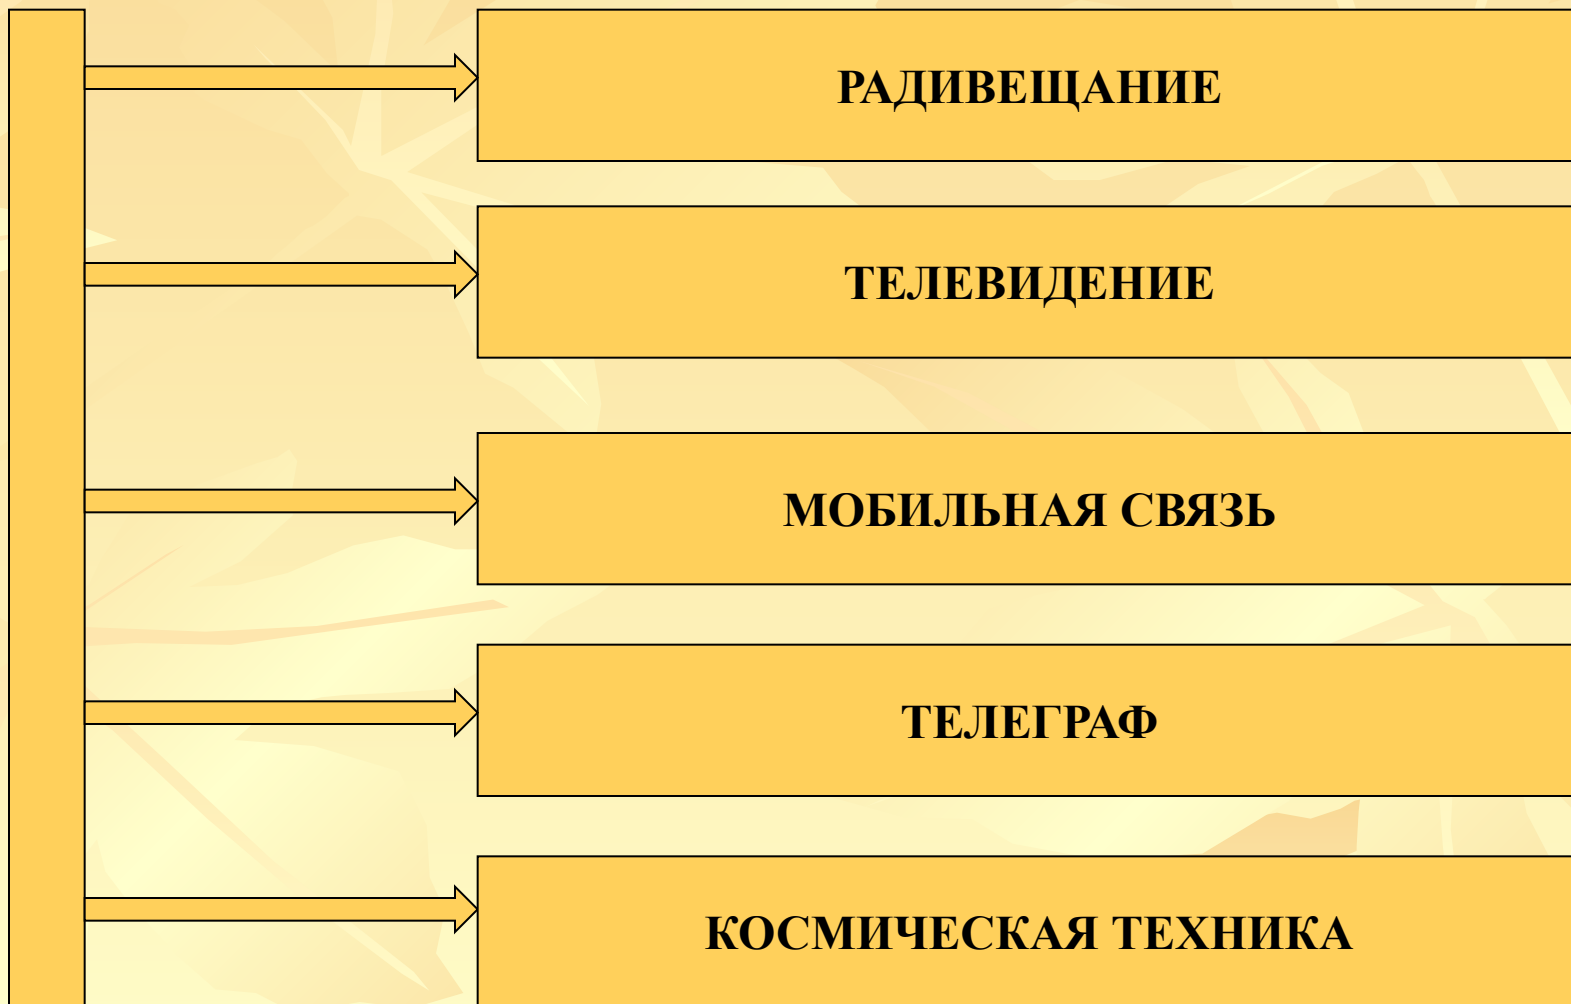 РАДИВЕЩАНИЕ
ТЕЛЕВИДЕНИЕ
МОБИЛЬНАЯ СВЯЗЬ
ТЕЛЕГРАФ
КОСМИЧЕСКАЯ ТЕХНИКА